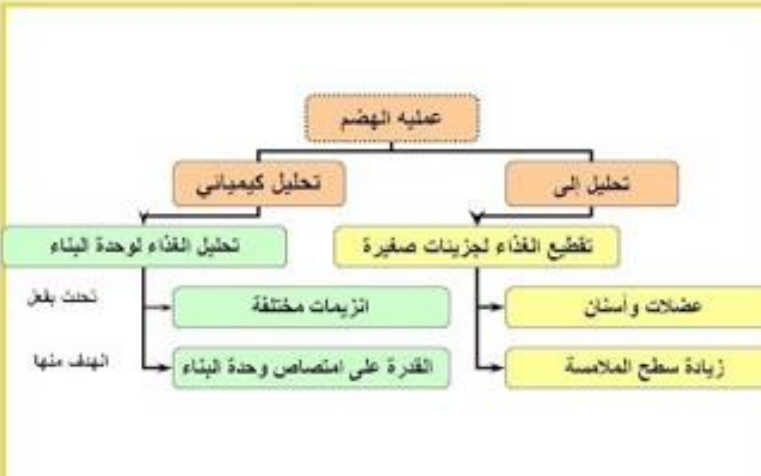 عمليه الهضم
تحليل إلى
تحليل كيميائي
تقطيع الغذاء لجزيئات صغيرة
تحليل الغذاء لوحدة البناء
عضلات وأسنان
انزيمات مختلفة
تحدث بفعل
زيادة سطح الملامسة
القدرة على امتصاص وحدة البناء
الهدف منها